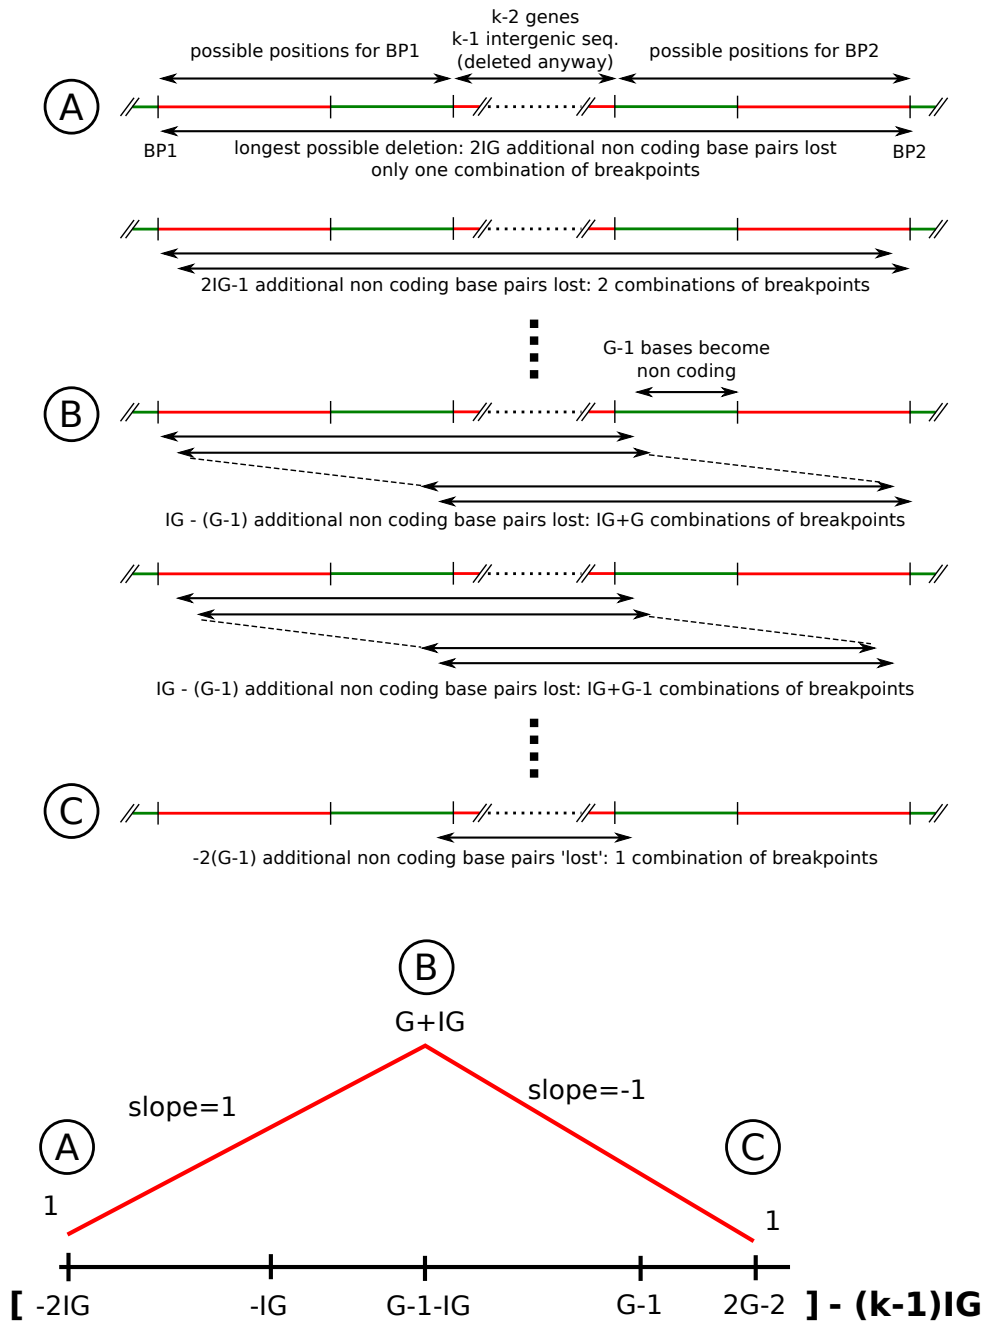 k-2 genes
k-1 intergenic seq.
(deleted anyway)
possible positions for BP1
possible positions for BP2
A
BP1
longest possible deletion: 2IG additional non coding base pairs lost
only one combination of breakpoints
BP2
2IG-1 additional non coding base pairs lost: 2 combinations of breakpoints
G-1 bases become
non coding
B
IG - (G-1) additional non coding base pairs lost: IG+G combinations of breakpoints
IG - (G-1) additional non coding base pairs lost: IG+G-1 combinations of breakpoints
C
-2(G-1) additional non coding base pairs 'lost': 1 combination of breakpoints
B
G+IG
slope=1
slope=-1
A
C
1
1
[ -2IG -IG G-1-IG G-1 2G-2 ] - (k-1)IG